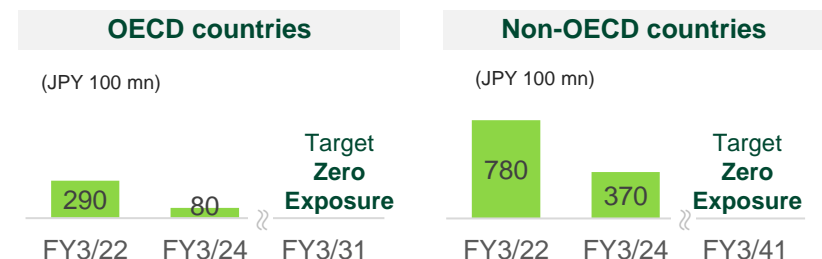 OECD countries
(JPY 100 mn)
290
80
Target
Zero
Exposure
FY3/22
FY3/24
FY3/31
Non-OECD countries
(JPY 100 mn)
780
370
Target
Zero
Exposure
FY3/22
FY3/24
FY3/41